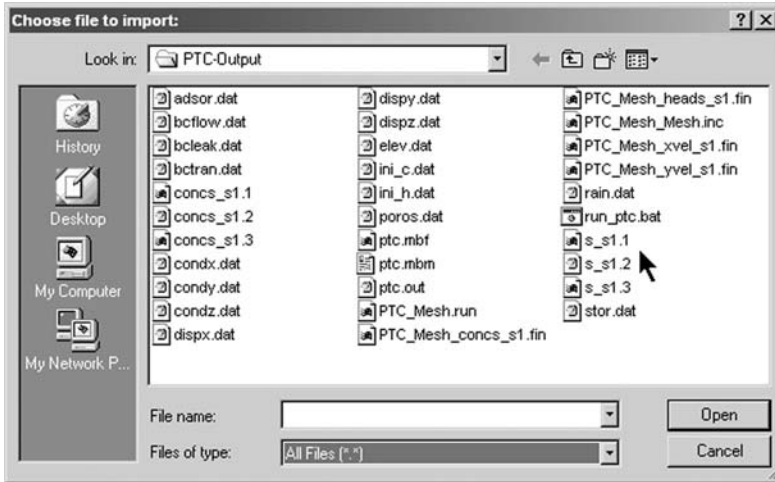 Choose file to import:
Look in: PTC-Output
History
Desktop
My Computer
My Network P...
adsor.dat
bcflow.dat
bcleak.dat
bctran.dat
concs_s1.1
concs_s1.2
concs_s1.3
condx.dat
condy.dat
condz.dat
dispx.dat
dispy.dat
dispz.dat
elev.dat
ini_c.dat
ini_h.dat
poros.dat
ptc.mbf
ptc.mbm
ptc.out
PTC_Mesh.run
PTC_Mesh_concs_s1.fin
PTC_Mesh_heads_s1.fin
PTC_Mesh_Mesh.inc
PTC_Mesh_xvel_s1.fin
PTC_Mesh_yvel_s1.fin
rain.dat
run_ptc.bat
s_s1.1
s_s1.2
s_s1.3
stor.dat
File name:
Open
Files of type: All Files (*.*)
Cancel